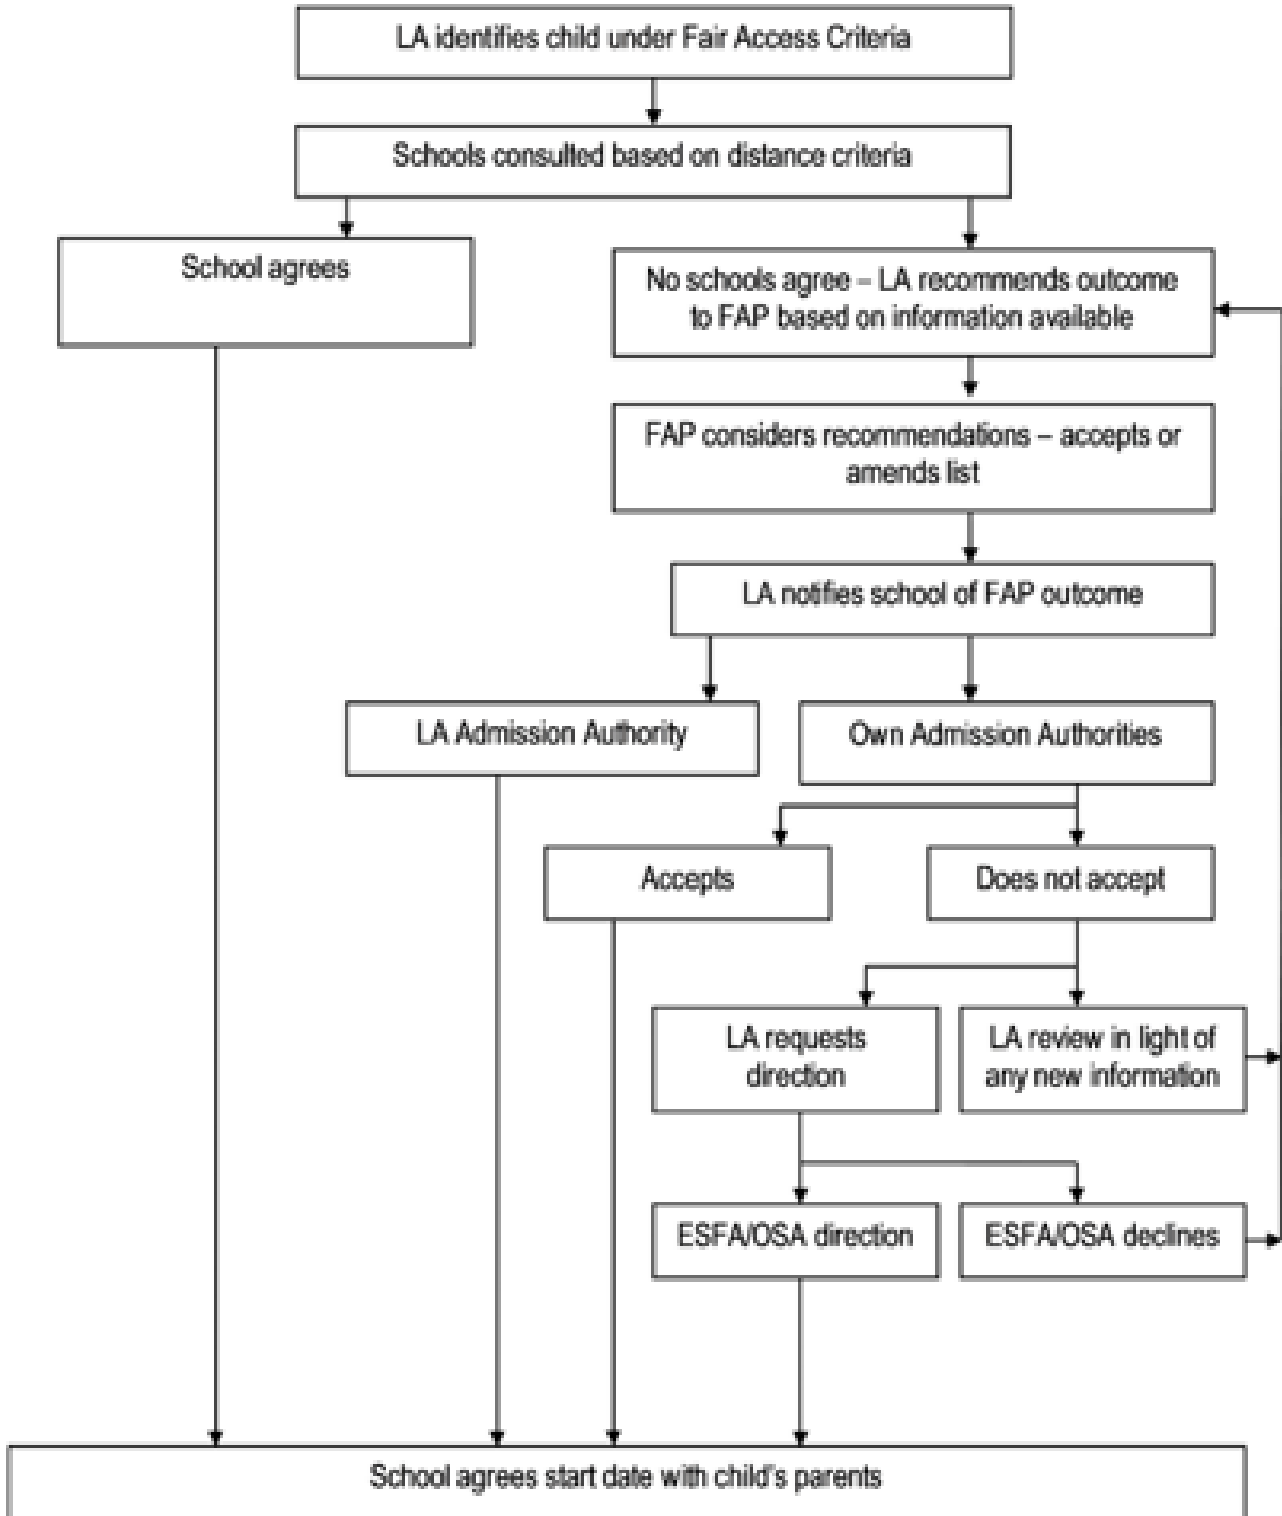 LA identifies child under Fair Access Criteria
Schools consulted based on distance criteria
School agrees
No schools agree – LA recommends outcome
to FAP based on information available
FAP considers recommendations – accepts or
amends list
LA notifies school of FAP outcome
LA Admission Authority
Own Admission Authorities
Accepts
Does not accept
LA requests
direction
LA review in light of
any new information
ESFA/OSA direction
ESFA/OSA declines
School agrees start date with child's parents